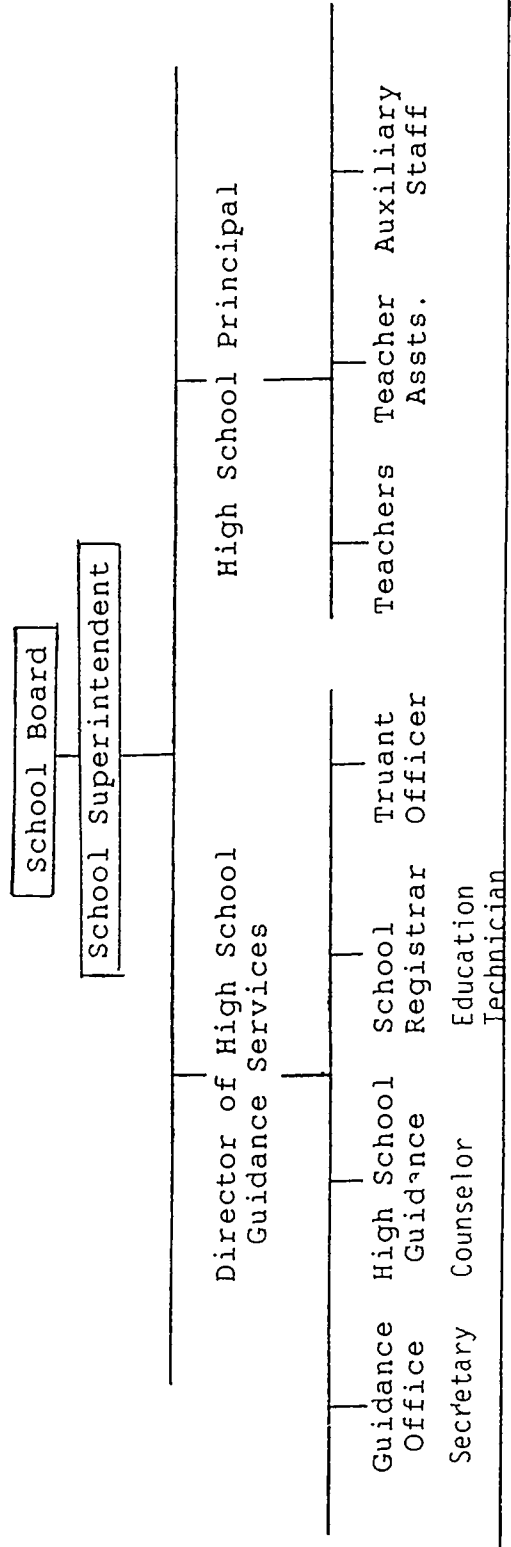 School Board
School Superintendent
Director of High School
Guidance Services
High School Principal
Guidance
Office
Secretary
High School
Guidance
Counselor
School
Registrar
Education
Technician
Truant
Officer
Teachers
Teacher
Assts.
Auxiliary
Staff